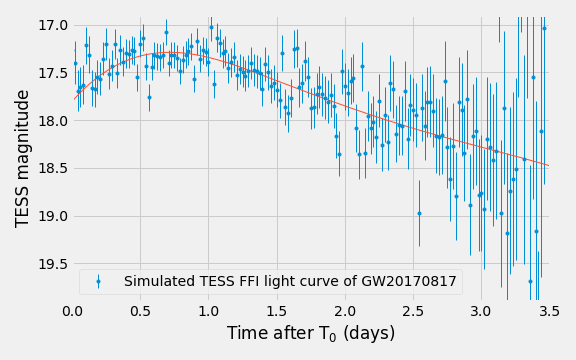 17.0
17.5
18.0
18.5
19.0
19.5
TESS magnitude
Simulated TESS FFI light curve of GW20170817
0.0 0.5 1.0 1.5 2.0 2.5 3.0 3.5
Time after T₀ (days)